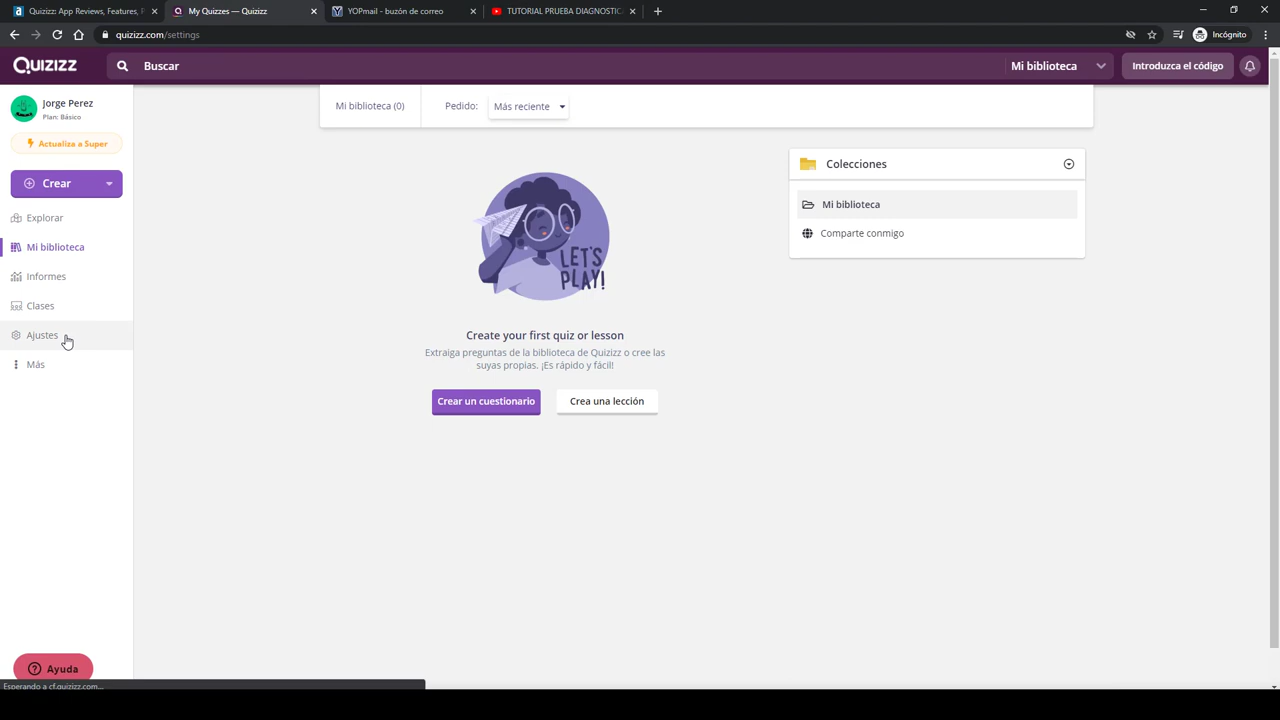 Quizizz: App Reviews, Features, P
My Quizzes — Quizizz
YOPmail - buzón de correo
TUTORIAL PRUEBA DIAGNOSTIC
quizizz.com/settings
Incógnito
QUIZIZZ
Buscar
Mi biblioteca
Introduzca el código
Jorge Perez
Plan: Básico
Actualiza a Super
Crear
Explorar
Mi biblioteca
Informes
Clases
Ajustes
Más
Ayuda
Esperando a cf.quizizz.com...
Mi biblioteca (0)
Pedido:
Más reciente
LET'S
PLAY!
Create your first quiz or lesson
Extraiga preguntas de la biblioteca de Quizizz o cree las
suyas propias. ¡Es rápido y fácil!
Crear un cuestionario
Crea una lección
Colecciones
Mi biblioteca
Comparte conmigo